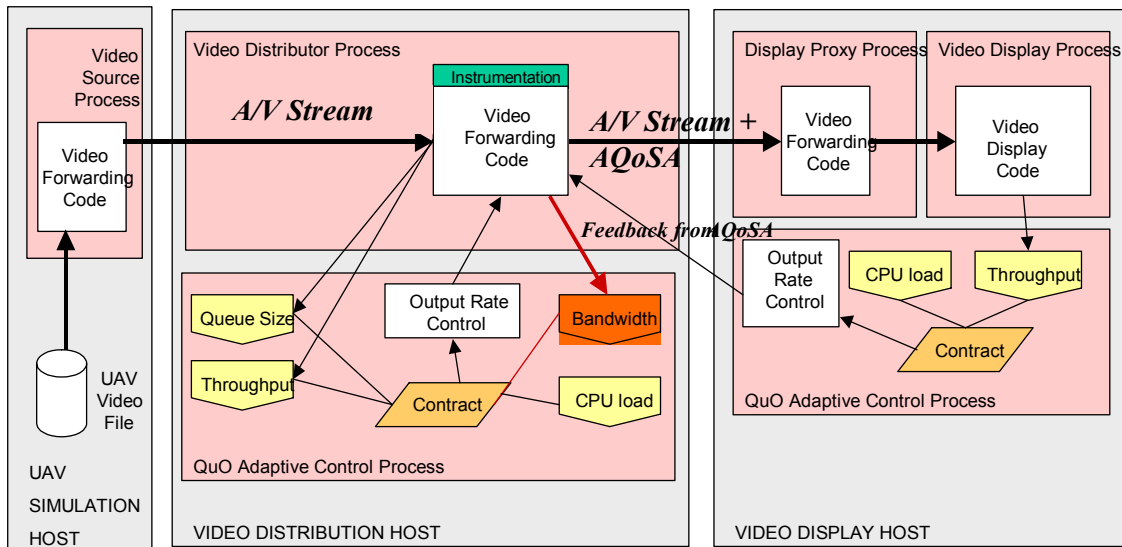 Video
Source
Process
Video
Forwarding
Code
UAV
Video
File
UAV
SIMULATION
HOST
Video Distributor Process
A/V Stream
Instrumentation
Video
Forwarding
Code
A/V Stream +
AQoSA
Feedback from AQoSA
Queue Size
Throughput
Output Rate
Control
Bandwidth
Contract
CPU load
QuO Adaptive Control Process
VIDEO DISTRIBUTION HOST
Display Proxy Process
Video
Forwarding
Code
Video Display Process
Video
Display
Code
Output
Rate
Control
CPU load
Throughput
Contract
QuO Adaptive Control Process
VIDEO DISPLAY HOST